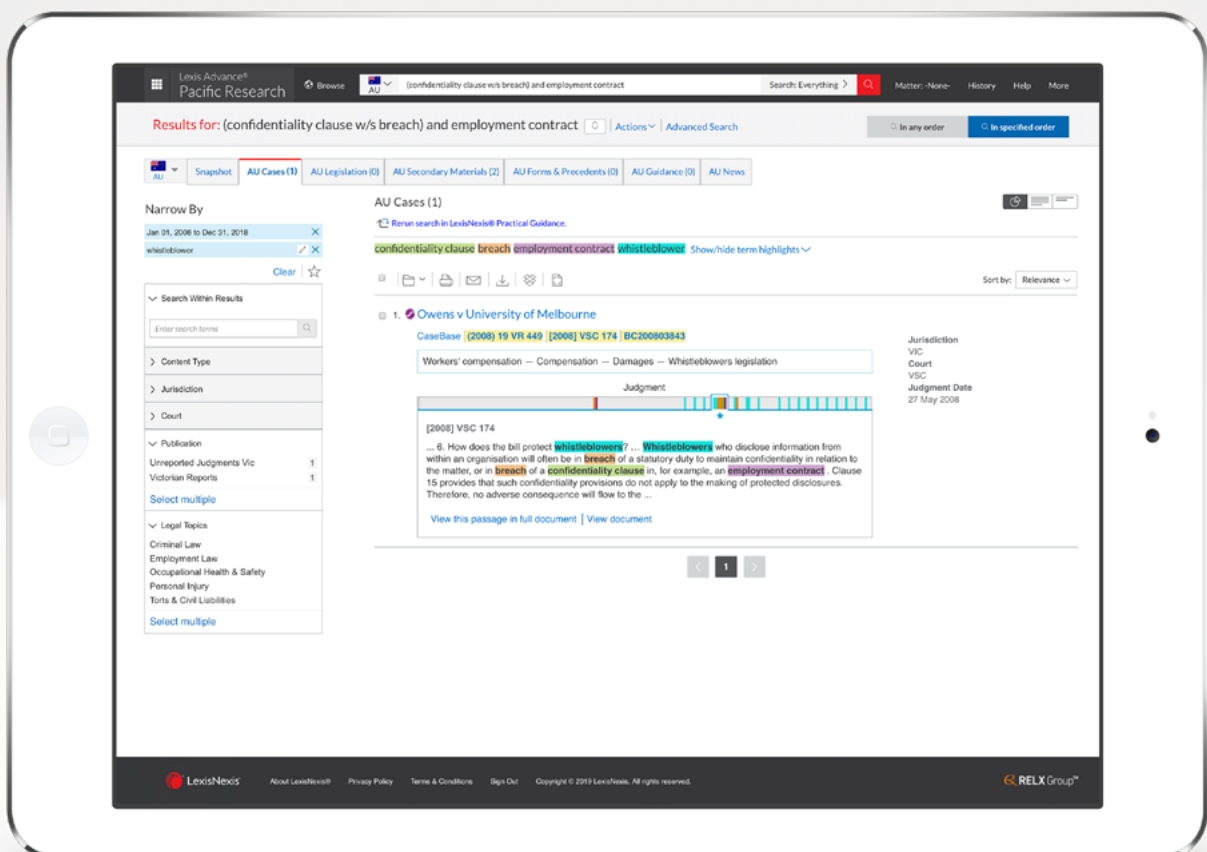 Lexis Advance®
Pacific Research
Browse
AU
(confidentiality clause w/s breach) and employment contract
Search: Everything
Matter: -None-
History
Help
More
Results for: (confidentiality clause w/s breach) and employment contract
Actions
Advanced Search
In any order
In specified order
AU
Snapshot
AU Cases (1)
AU Legislation (0)
AU Secondary Materials (2)
AU Forms & Precedents (0)
AU Guidance (0)
AU News
Narrow By
Jan 01, 2008 to Dec 31, 2018
whistleblower
Clear
Search Within Results
Enter search terms
Content Type
Jurisdiction
Court
Publication
Unreported Judgments Vic 1
Victorian Reports 1
Select multiple
Legal Topics
Criminal Law
Employment Law
Occupational Health & Safety
Personal Injury
Torts & Civil Liabilities
Select multiple
AU Cases (1)
Rerun search in LexisNexis® Practical Guidance.
confidentiality clause breach employment contract whistleblower Show/hide term highlights
Sort by: Relevance
1. Owens v University of Melbourne
CaseBase (2008) 19 VR 449 [2008] VSC 174 BC200803843
Workers' compensation — Compensation — Damages — Whistleblowers legislation
Judgment
[2008] VSC 174
... 6. How does the bill protect whistleblowers? ... Whistleblowers who disclose information from
within an organisation will often be in breach of a statutory duty to maintain confidentiality in relation to
the matter, or in breach of a confidentiality clause in, for example, an employment contract . Clause
15 provides that such confidentiality provisions do not apply to the making of protected disclosures.
Therefore, no adverse consequence will flow to the ...
View this passage in full document | View document
Jurisdiction
VIC
Court
VSC
Judgment Date
27 May 2008
1
LexisNexis®
About LexisNexis®
Privacy Policy
Terms & Conditions
Sign Out
Copyright © 2019 LexisNexis. All rights reserved.
RELX Group™